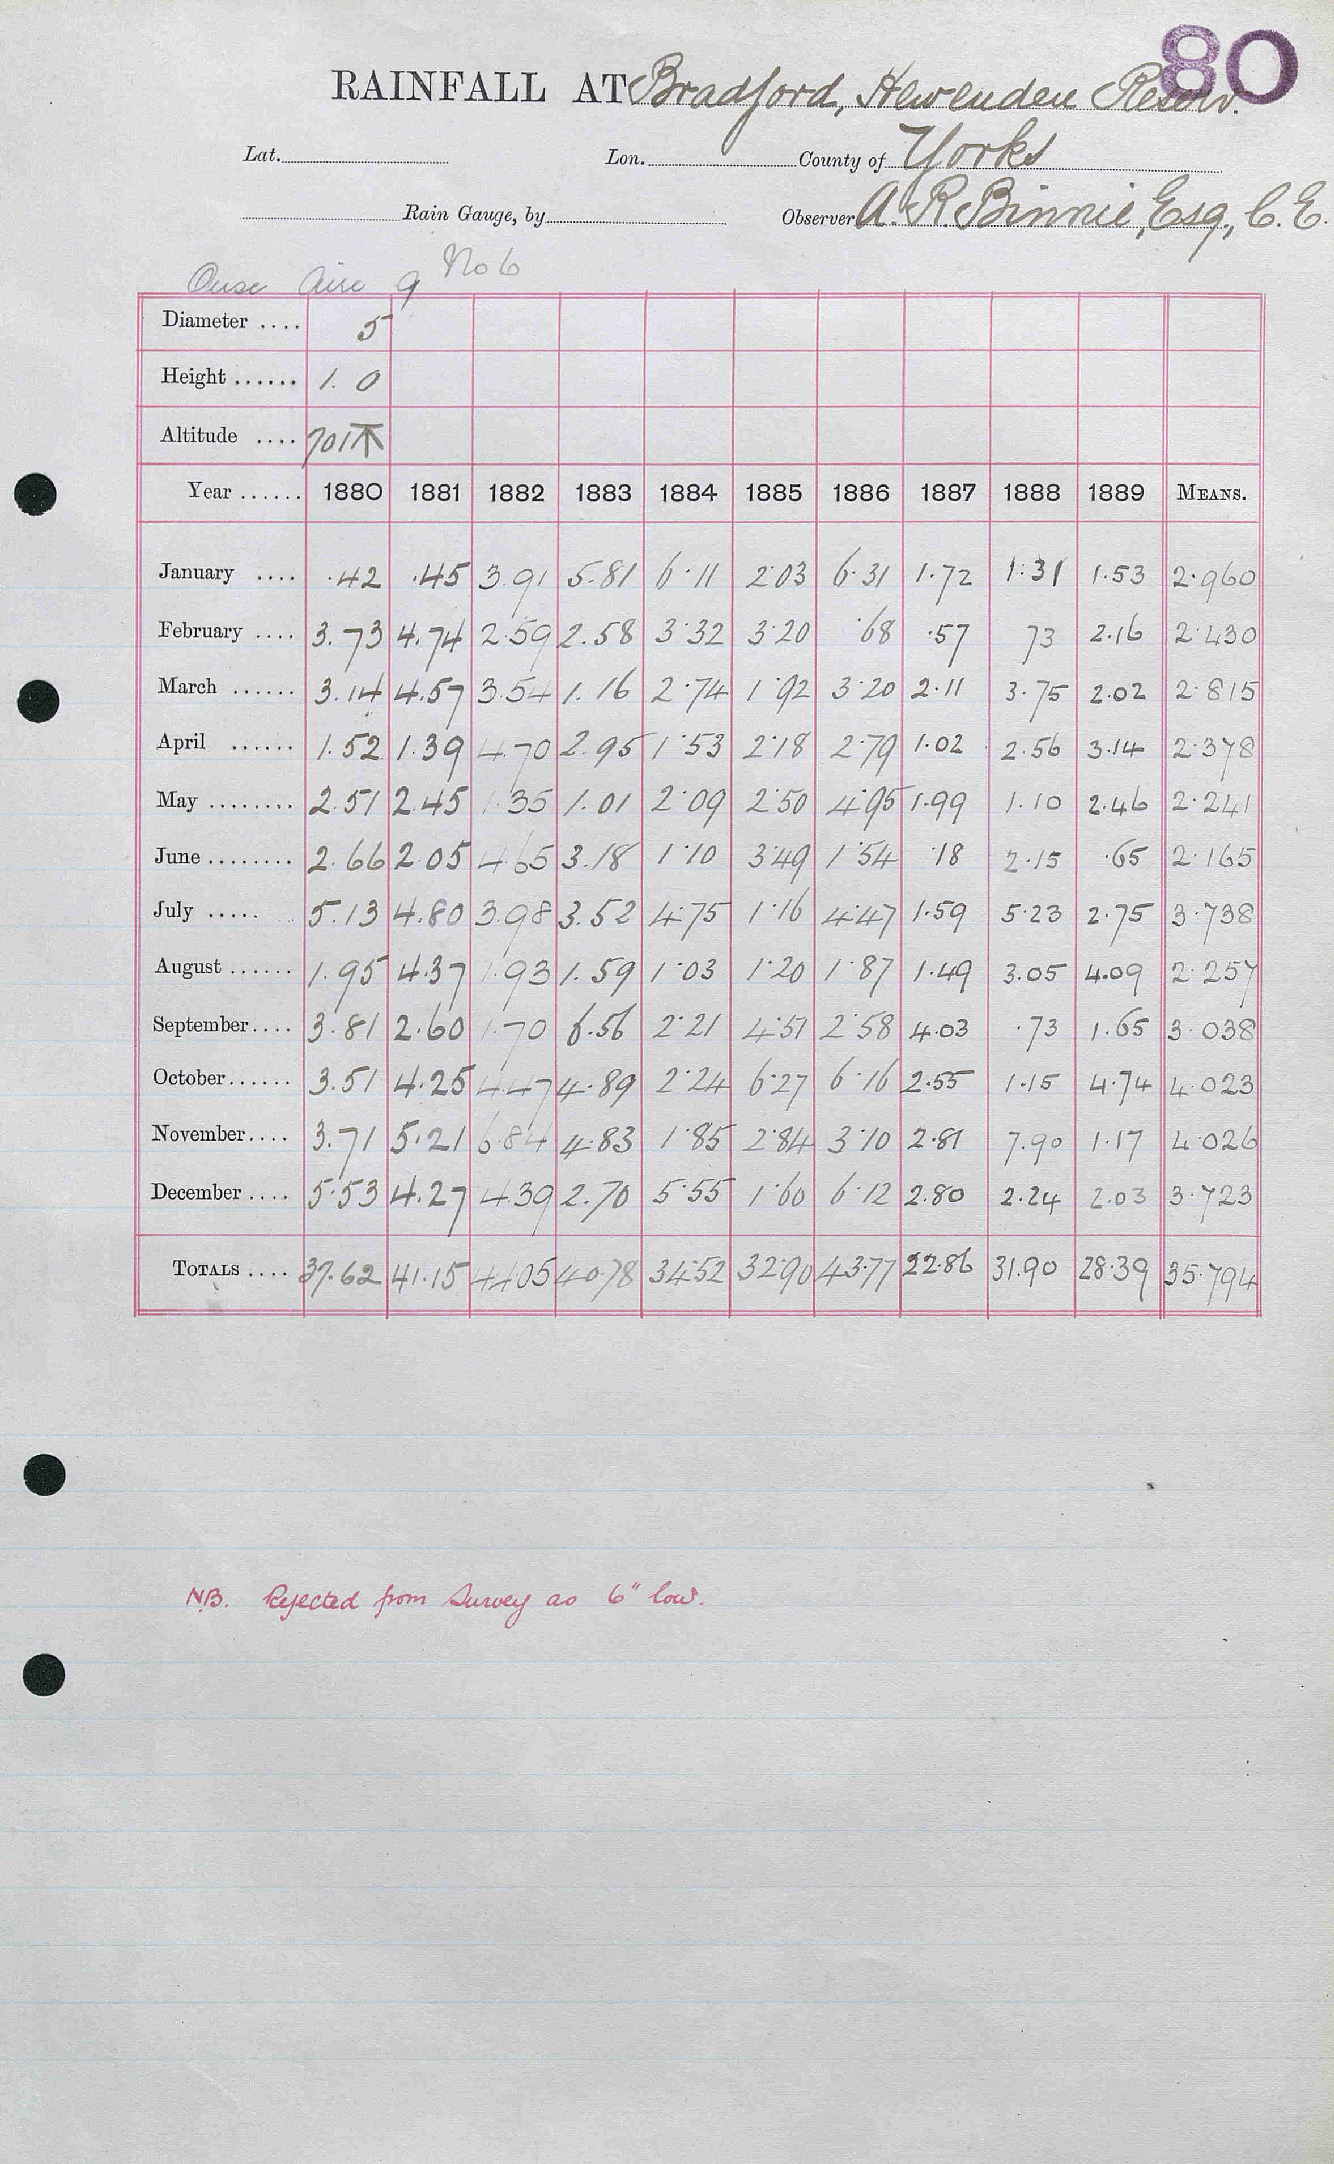 80
RAINFALL AT Bradford, Hewenden Reserv.
Lat. Lon. County of Yorks
Rain Gauge, by Observer A. R. Binnie, Esq., C. E.
Ouse Aire 9 No 6
Diameter .... 5
Height ...... 1. 0
Altitude .... 701
Year ...... 1880 1881 1882 1883 1884 1885 1886 1887 1888 1889 MEANS.
January .... .42 .45 3.91 5.81 6.11 2.03 6.31 1.72 1.31 1.53 2.960
February .... 3.73 4.74 2.59 2.58 3.32 3.20 .68 .57 73 2.16 2.430
March ...... 3.14 4.57 3.54 1.16 2.74 1.92 3.20 2.11 3.75 2.02 2.815
April ...... 1.52 1.39 4.70 2.95 1.53 2.18 2.79 1.02 2.56 3.14 2.378
May ........ 2.51 2.45 1.35 1.01 2.09 2.50 4.95 1.99 1.10 2.46 2.241
June ........ 2.66 2.05 4.65 3.18 1.10 3.49 1.54 .18 2.15 .65 2.165
July ..... 5.13 4.80 3.98 3.52 4.75 1.16 4.47 1.59 5.23 2.75 3.738
August ...... 1.95 4.37 1.93 1.59 1.03 1.20 1.87 1.49 3.05 4.09 2.257
September.... 3.81 2.60 1.70 6.56 2.21 4.51 2.58 4.03 .73 1.65 3.038
October...... 3.51 4.25 4.47 4.89 2.24 6.27 6.16 2.55 1.15 4.74 4.023
November.... 3.71 5.21 6.84 4.83 1.85 2.84 3.10 2.81 7.90 1.17 4.026
December .... 5.53 4.27 4.39 2.70 5.55 1.60 6.12 2.80 2.24 2.03 3.723
TOTALS .... 37.62 41.15 44.05 40.78 34.52 32.90 43.77 22.86 31.90 28.39 35.794
N.B. Rejected from Survey as 6" low.